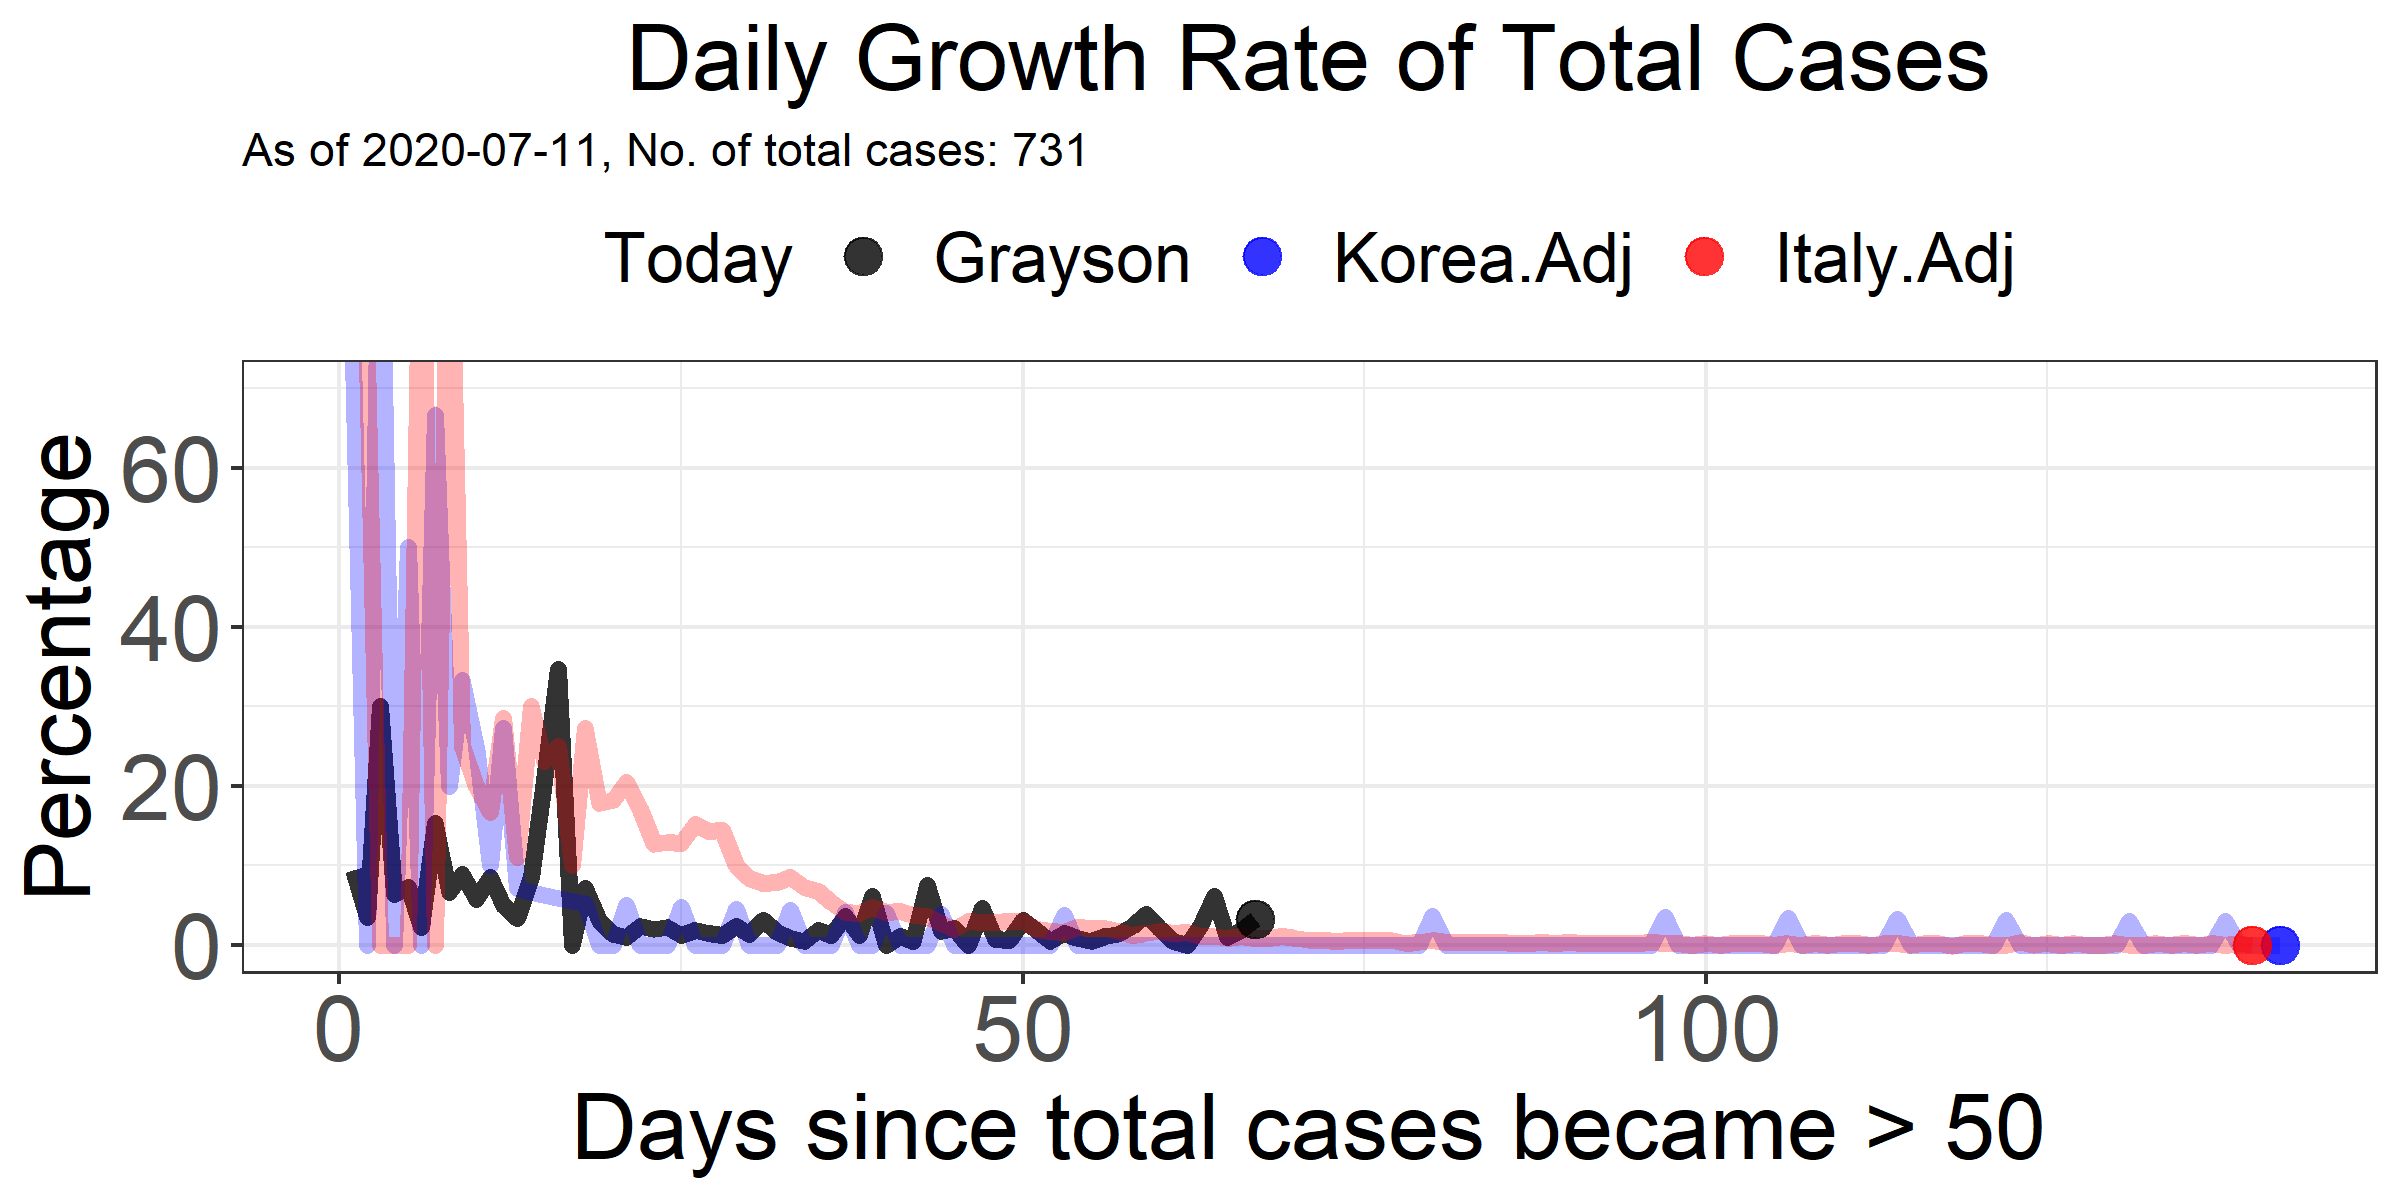 Daily Growth Rate of Total Cases
As of 2020-07-11, No. of total cases: 731
Today Grayson Korea.Adj Italy.Adj
Percentage
60
40
20
0
0 50 100
Days since total cases became > 50